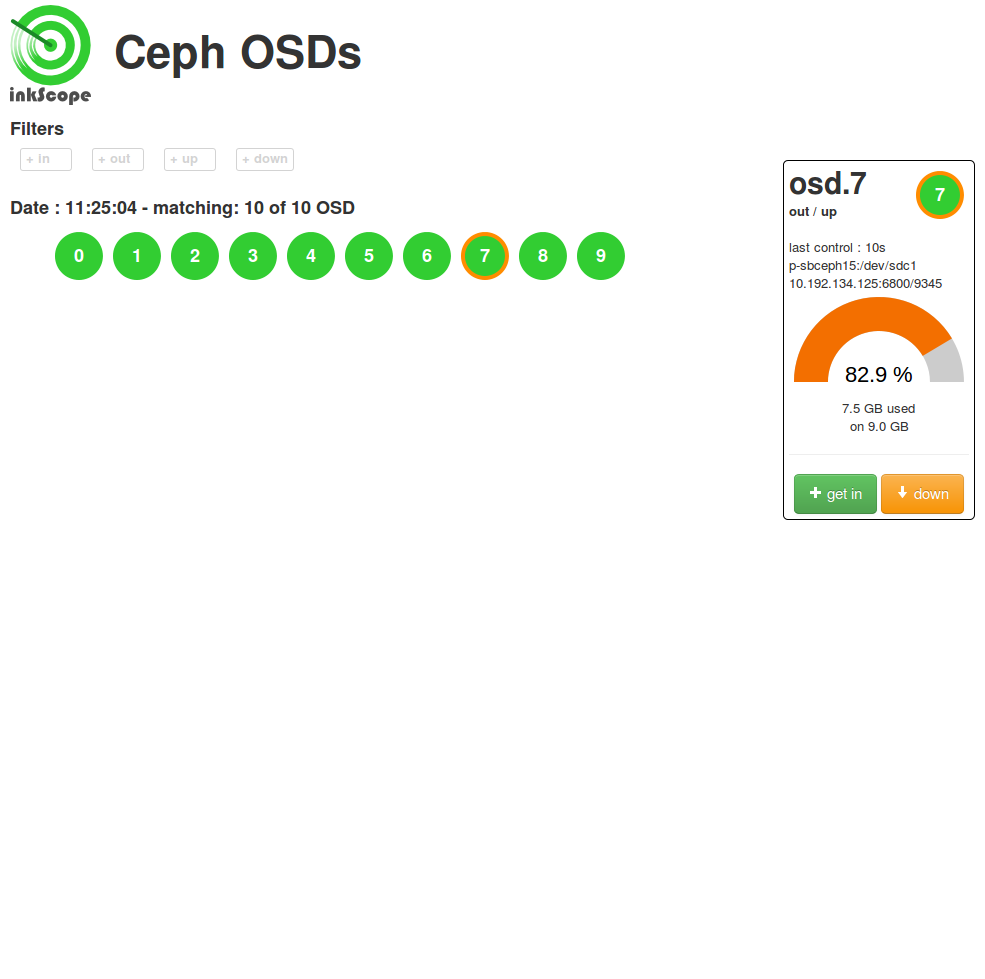 inkScope
Ceph OSDs
Filters
+ in + out + up + down
Date : 11:25:04 - matching: 10 of 10 OSD
0 1 2 3 4 5 6 7 8 9
osd.7
7
out / up
last control : 10s
p-sbceph15:/dev/sdc1
10.192.134.125:6800/9345
82.9 %
7.5 GB used
on 9.0 GB
get in
down